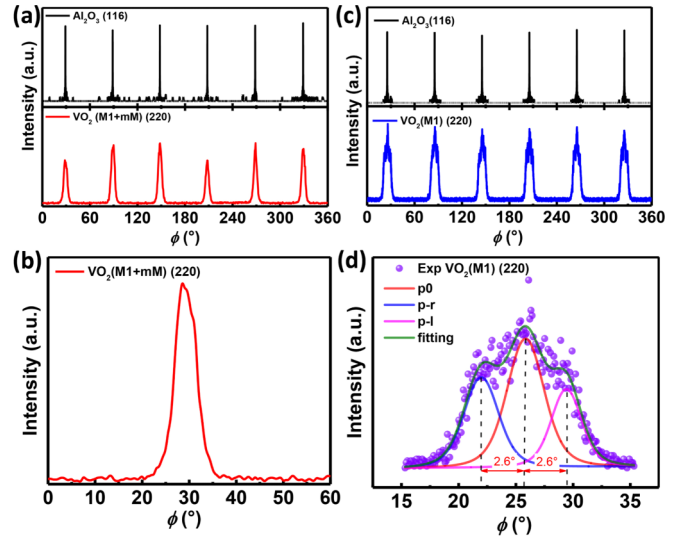 (a)
Al₂O₃ (116)
VO₂ (M1+mM) (220)
Intensity (a.u.)
0 60 120 180 240 300 360
ϕ (°)
(c)
Al₂O₃(116)
VO₂(M1) (220)
Intensity (a.u.)
0 60 120 180 240 300 360
ϕ (°)
(b)
VO₂(M1+mM) (220)
Intensity (a.u.)
0 10 20 30 40 50 60
ϕ (°)
(d)
Exp VO₂(M1) (220)
p0
p-r
p-l
fitting
2.6° 2.6°
Intensity (a.u.)
15 20 25 30 35
ϕ (°)